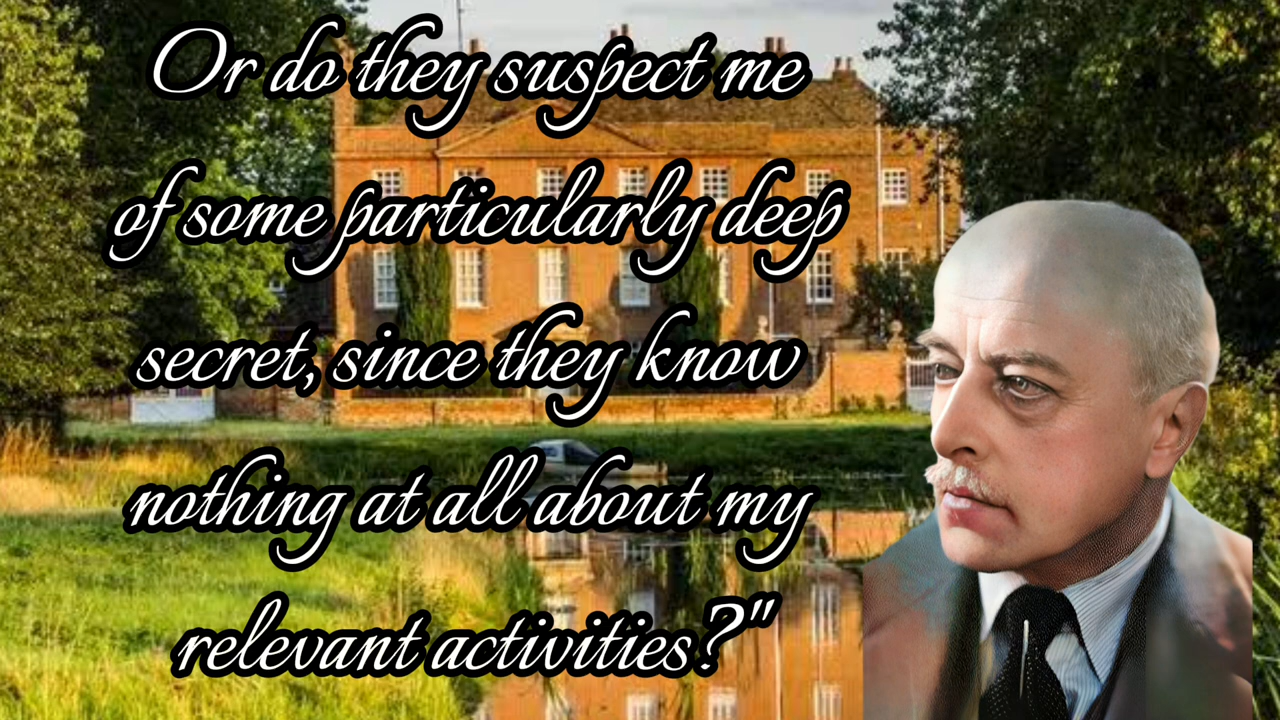 Or do they suspect me
of some particularly deep
secret, since they know
nothing at all about my
relevant activities?"